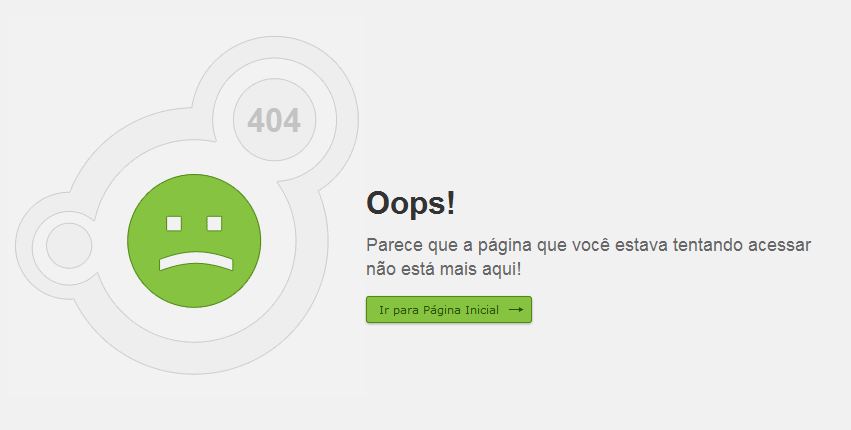 404
Oops!
Parece que a página que você estava tentando acessar
não está mais aqui!
Ir para Página Inicial →